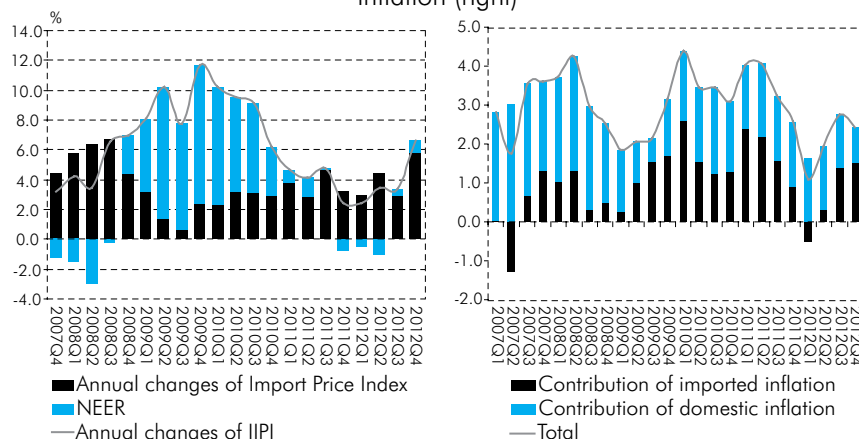 inflation (right)
%
14.0
12.0
10.0
8.0
6.0
4.0
2.0
0.0
-2.0
-4.0
2007Q4
2008Q1
2008Q2
2008Q3
2008Q4
2009Q1
2009Q2
2009Q3
2009Q4
2010Q1
2010Q2
2010Q3
2010Q4
2011Q1
2011Q2
2011Q3
2011Q4
2012Q1
2012Q2
2012Q3
2012Q4
Annual changes of Import Price Index
NEER
Annual changes of IIPI
5.0
4.0
3.0
2.0
1.0
0.0
-1.0
-2.0
2007Q1
2007Q2
2007Q3
2007Q4
2008Q1
2008Q2
2008Q3
2008Q4
2009Q1
2009Q2
2009Q3
2009Q4
2010Q1
2010Q2
2010Q3
2010Q4
2011Q1
2011Q2
2011Q3
2011Q4
2012Q1
2012Q2
2012Q3
2012Q4
Contribution of imported inflation
Contribution of domestic inflation
Total